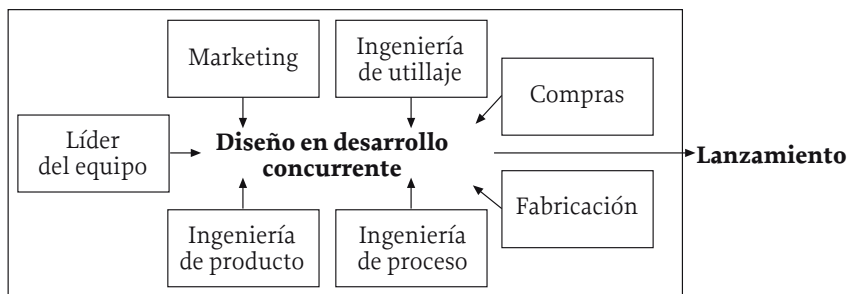 Marketing
Ingeniería
de utillaje
Compras
Líder
del equipo
Diseño en desarrollo
concurrente
Lanzamiento
Ingeniería
de producto
Ingeniería
de proceso
Fabricación